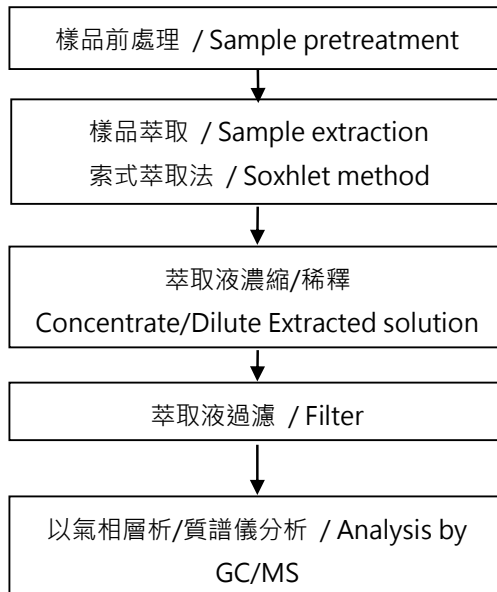 樣品前處理 / Sample pretreatment
樣品萃取 / Sample extraction
索式萃取法 / Soxhlet method
萃取液濃縮/稀釋
Concentrate/Dilute Extracted solution
萃取液過濾 / Filter
以氣相層析/質譜儀分析 / Analysis by
GC/MS